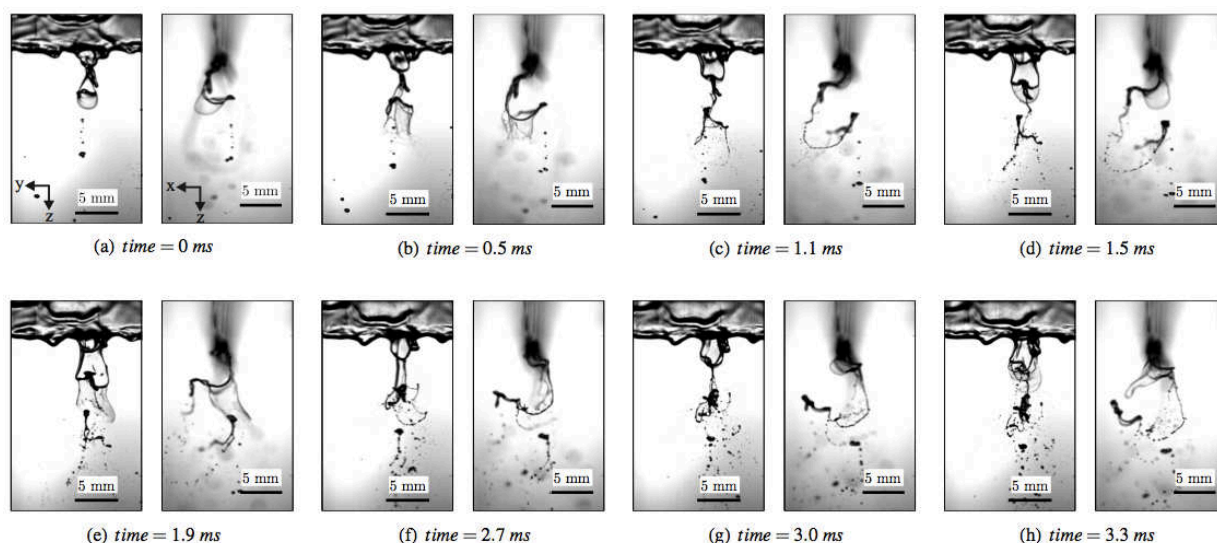 y
z
5 mm
x
z
5 mm
5 mm
5 mm
5 mm
5 mm
5 mm
5 mm
(a) time = 0 ms
(b) time = 0.5 ms
(c) time = 1.1 ms
(d) time = 1.5 ms
5 mm
5 mm
5 mm
5 mm
5 mm
5 mm
5 mm
5 mm
(e) time = 1.9 ms
(f) time = 2.7 ms
(g) time = 3.0 ms
(h) time = 3.3 ms